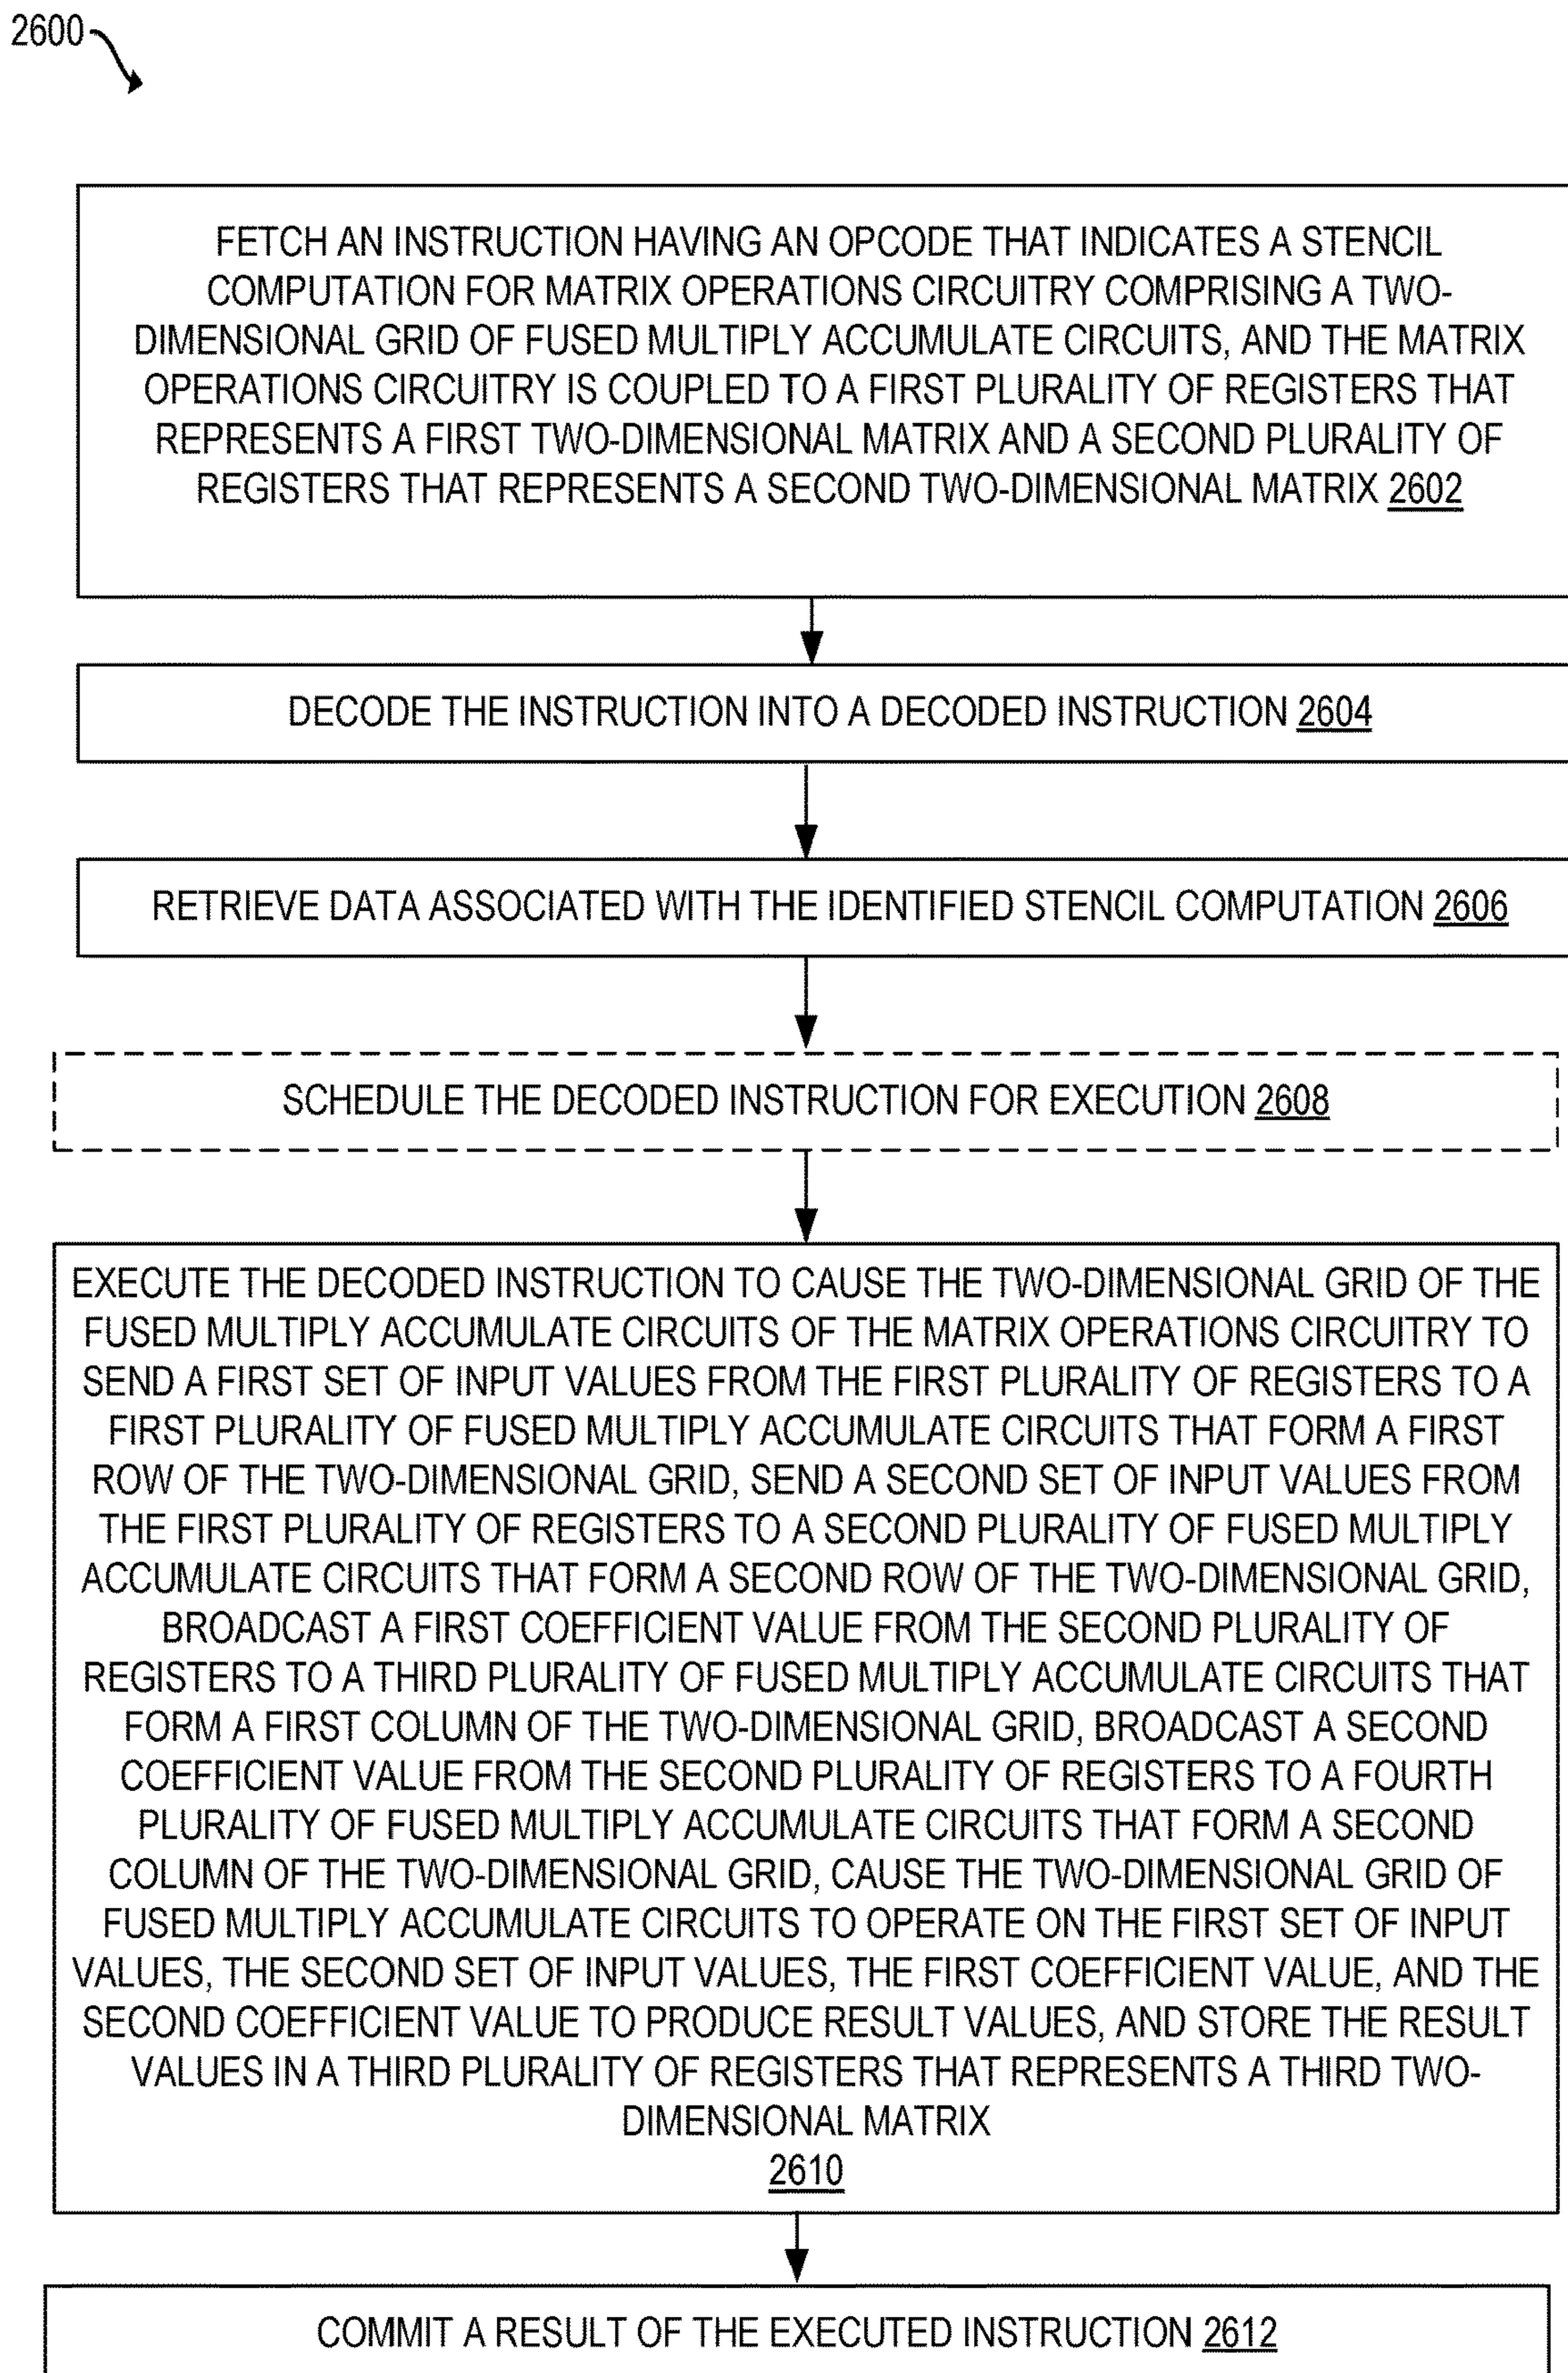 2600
FETCH AN INSTRUCTION HAVING AN OPCODE THAT INDICATES A STENCIL
COMPUTATION FOR MATRIX OPERATIONS CIRCUITRY COMPRISING A TWO-
DIMENSIONAL GRID OF FUSED MULTIPLY ACCUMULATE CIRCUITS, AND THE MATRIX
OPERATIONS CIRCUITRY IS COUPLED TO A FIRST PLURALITY OF REGISTERS THAT
REPRESENTS A FIRST TWO-DIMENSIONAL MATRIX AND A SECOND PLURALITY OF
REGISTERS THAT REPRESENTS A SECOND TWO-DIMENSIONAL MATRIX 2602
DECODE THE INSTRUCTION INTO A DECODED INSTRUCTION 2604
RETRIEVE DATA ASSOCIATED WITH THE IDENTIFIED STENCIL COMPUTATION 2606
SCHEDULE THE DECODED INSTRUCTION FOR EXECUTION 2608
EXECUTE THE DECODED INSTRUCTION TO CAUSE THE TWO-DIMENSIONAL GRID OF THE
FUSED MULTIPLY ACCUMULATE CIRCUITS OF THE MATRIX OPERATIONS CIRCUITRY TO
SEND A FIRST SET OF INPUT VALUES FROM THE FIRST PLURALITY OF REGISTERS TO A
FIRST PLURALITY OF FUSED MULTIPLY ACCUMULATE CIRCUITS THAT FORM A FIRST
ROW OF THE TWO-DIMENSIONAL GRID, SEND A SECOND SET OF INPUT VALUES FROM
THE FIRST PLURALITY OF REGISTERS TO A SECOND PLURALITY OF FUSED MULTIPLY
ACCUMULATE CIRCUITS THAT FORM A SECOND ROW OF THE TWO-DIMENSIONAL GRID,
BROADCAST A FIRST COEFFICIENT VALUE FROM THE SECOND PLURALITY OF
REGISTERS TO A THIRD PLURALITY OF FUSED MULTIPLY ACCUMULATE CIRCUITS THAT
FORM A FIRST COLUMN OF THE TWO-DIMENSIONAL GRID, BROADCAST A SECOND
COEFFICIENT VALUE FROM THE SECOND PLURALITY OF REGISTERS TO A FOURTH
PLURALITY OF FUSED MULTIPLY ACCUMULATE CIRCUITS THAT FORM A SECOND
COLUMN OF THE TWO-DIMENSIONAL GRID, CAUSE THE TWO-DIMENSIONAL GRID OF
FUSED MULTIPLY ACCUMULATE CIRCUITS TO OPERATE ON THE FIRST SET OF INPUT
VALUES, THE SECOND SET OF INPUT VALUES, THE FIRST COEFFICIENT VALUE, AND THE
SECOND COEFFICIENT VALUE TO PRODUCE RESULT VALUES, AND STORE THE RESULT
VALUES IN A THIRD PLURALITY OF REGISTERS THAT REPRESENTS A THIRD TWO-
DIMENSIONAL MATRIX
2610
COMMIT A RESULT OF THE EXECUTED INSTRUCTION 2612